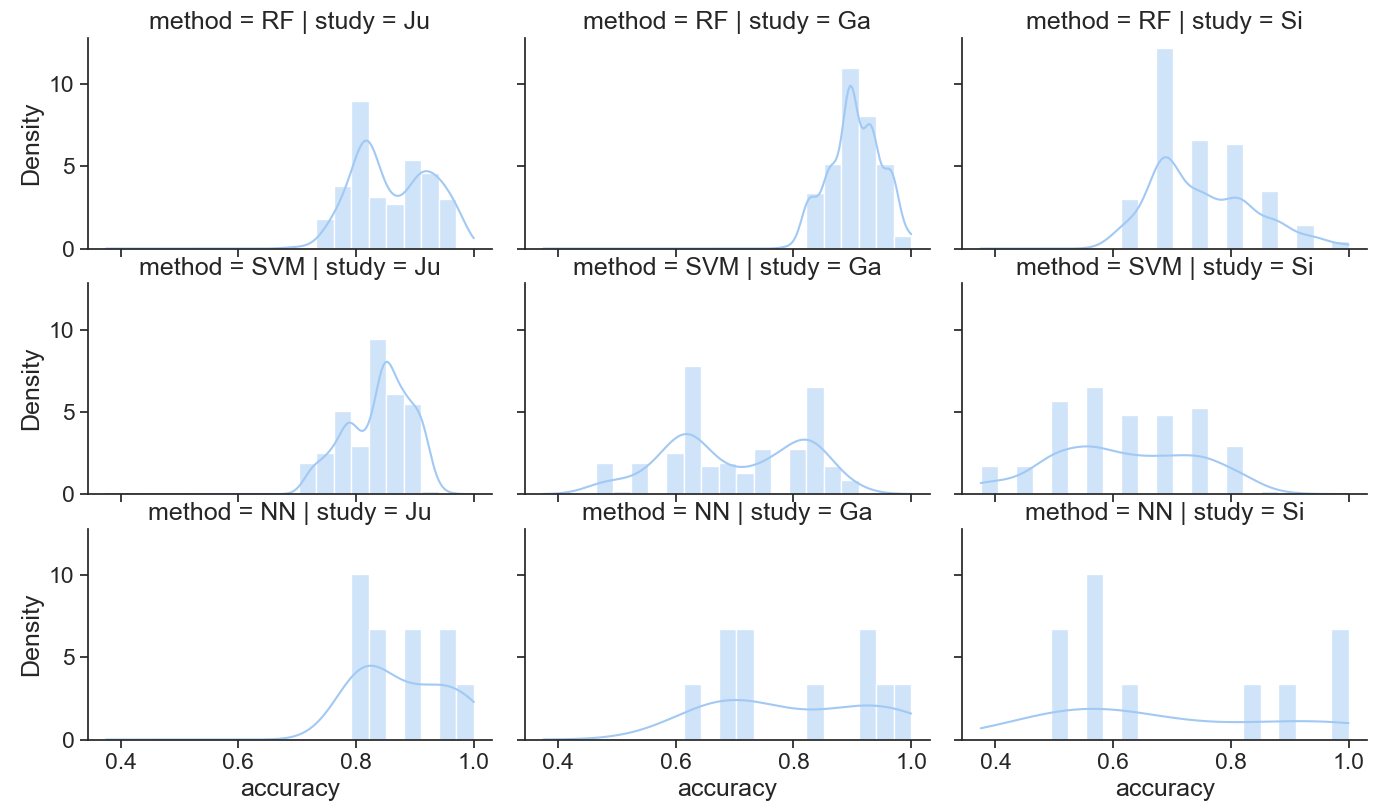 method = RF | study = Ju
method = RF | study = Ga
method = RF | study = Si
10
5
0
Density
method = SVM | study = Ju
method = SVM | study = Ga
method = SVM | study = Si
10
5
0
Density
method = NN | study = Ju
method = NN | study = Ga
method = NN | study = Si
10
5
0
Density
0.4 0.6 0.8 1.0
0.4 0.6 0.8 1.0
0.4 0.6 0.8 1.0
accuracy
accuracy
accuracy